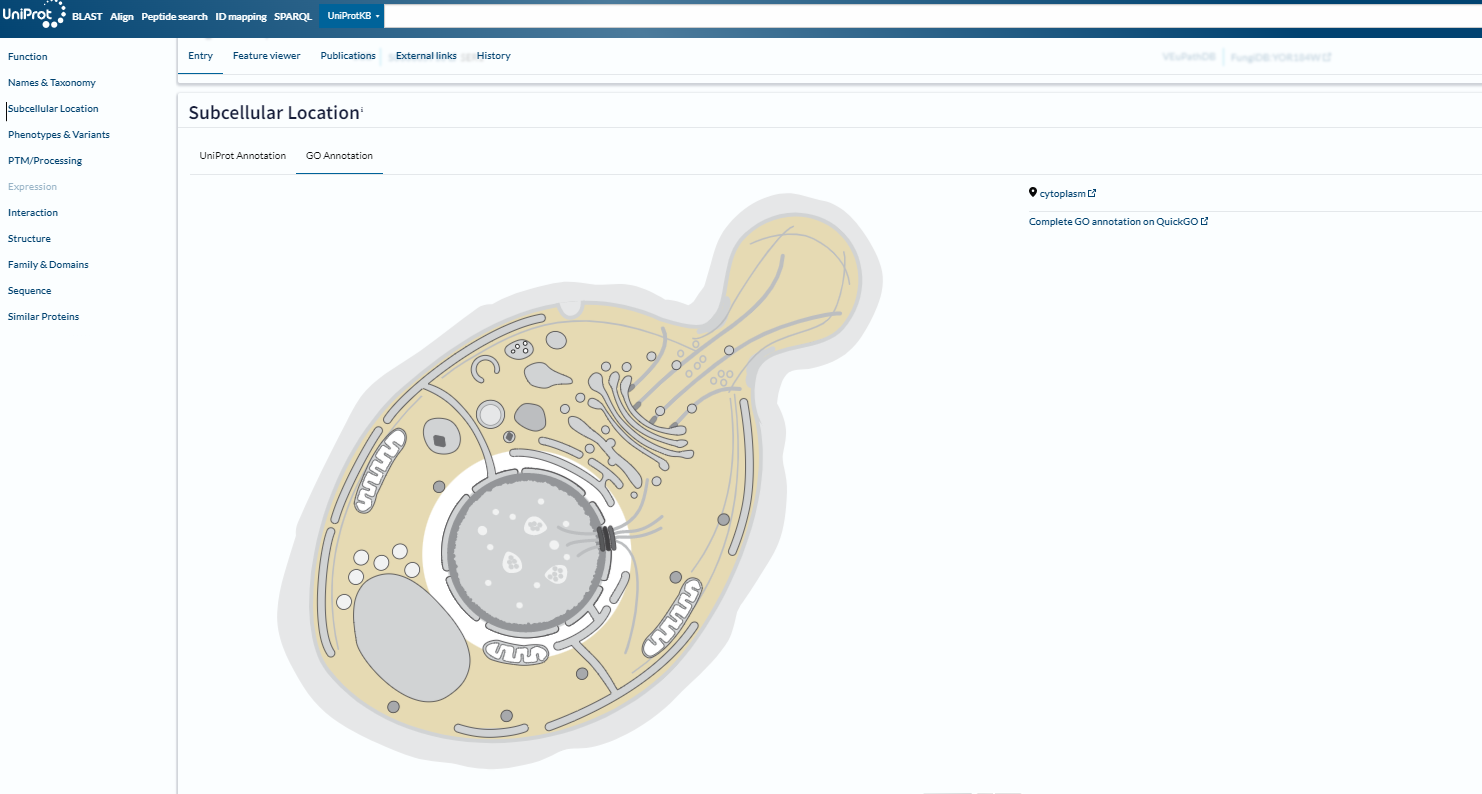 UniProt BLAST Align Peptide search ID mapping SPARQL UniProtKB
Entry Feature viewer Publications External links History
VEuPathDB FungiDB:YOR104W
Function
Names & Taxonomy
Subcellular Location
Phenotypes & Variants
PTM/Processing
Expression
Interaction
Structure
Family & Domains
Sequence
Similar Proteins
Subcellular Location
UniProt Annotation GO Annotation
cytoplasm
Complete GO annotation on QuickGO